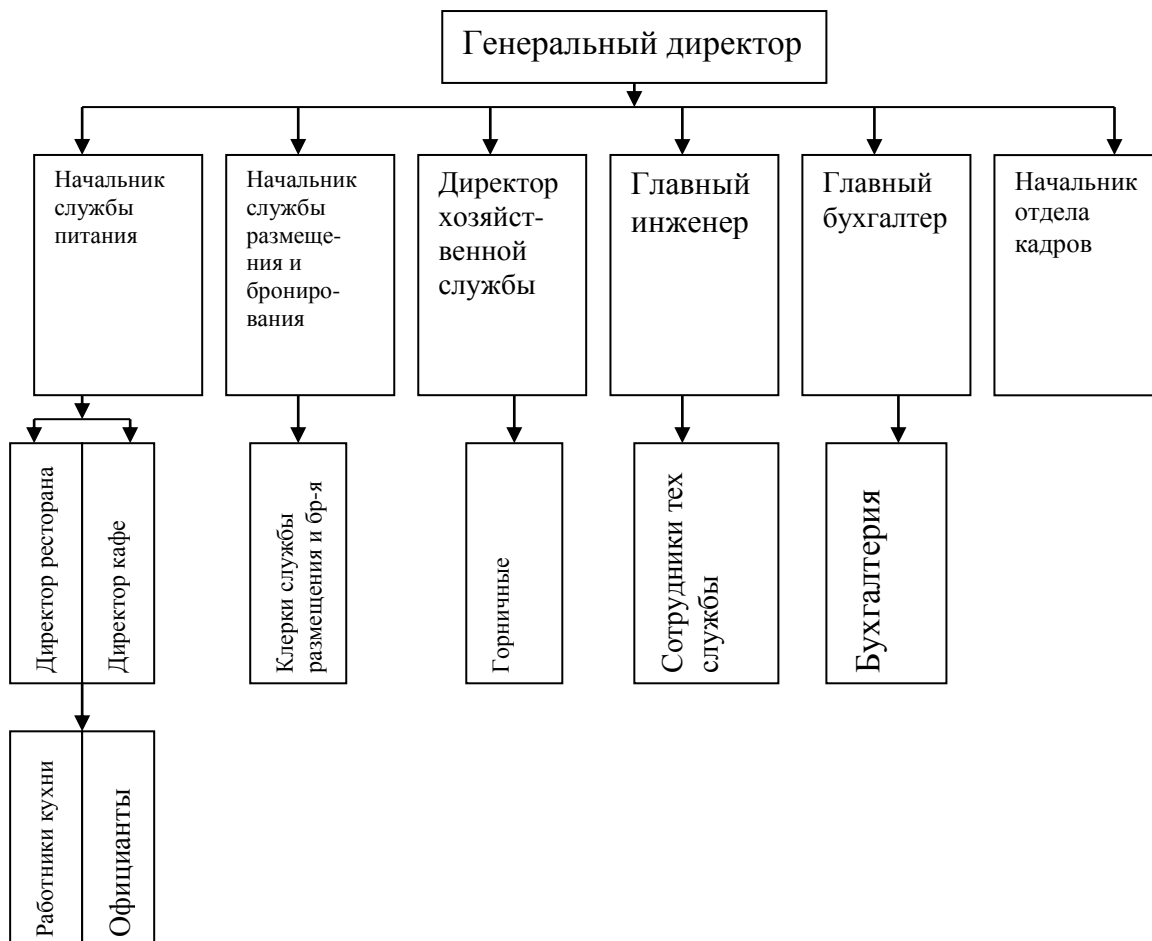 Генеральный директор
Начальник
службы
питания
Начальник
службы
размеще-
ния и
брониро-
вания
Директор
хозяйст-
венной
службы
Главный
инженер
Главный
бухгалтер
Начальник
отдела
кадров
Директор ресторана
Директор кафе
Клерки службы
размещения и бр-я
Горничные
Сотрудники тех
службы
Бухгалтерия
Работники кухни
Официанты